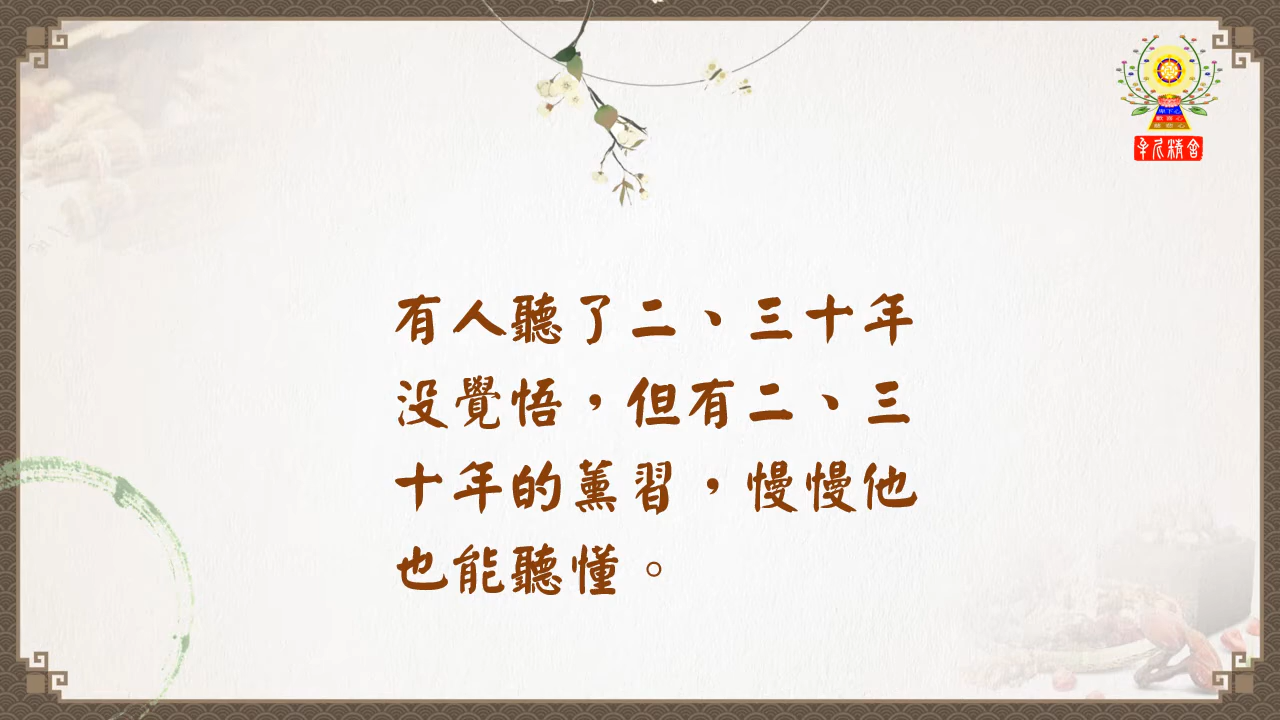 有人聽了二、三十年
没覺悟，但有二、三
十年的薰習，慢慢他
也能聽懂。